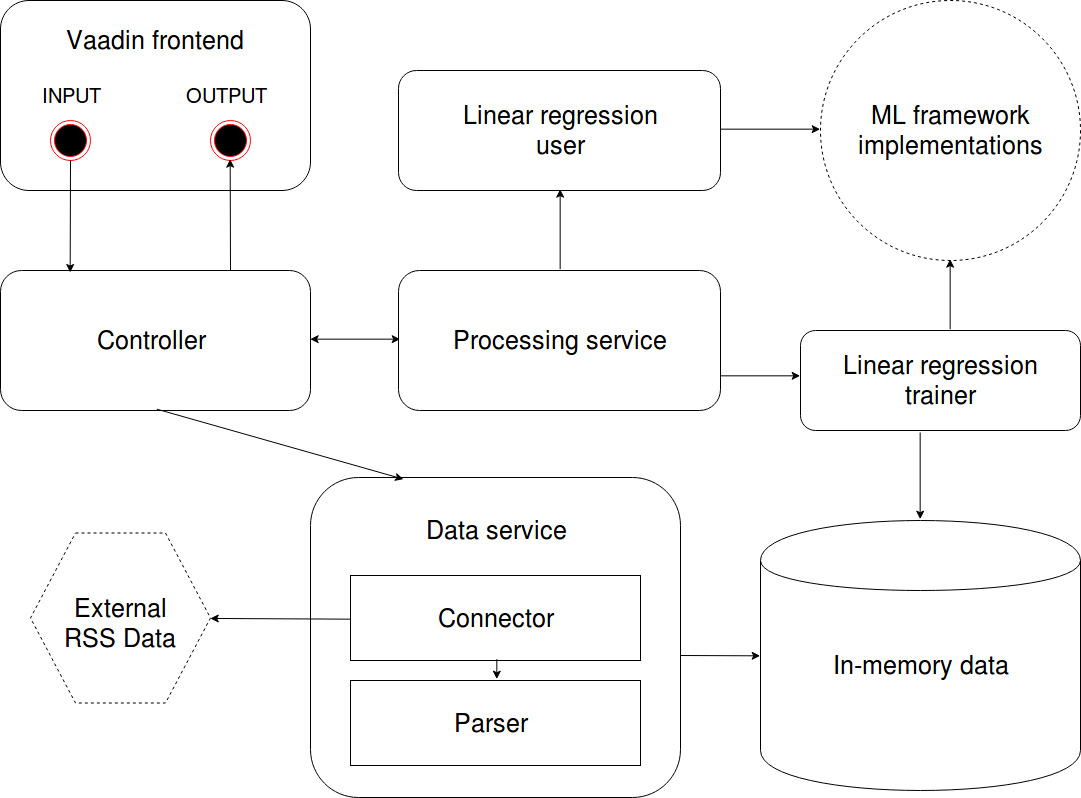 Vaadin frontend
INPUT
OUTPUT
Linear regression
user
ML framework
implementations
Controller
Processing service
Linear regression
trainer
Data service
External
RSS Data
Connector
Parser
In-memory data